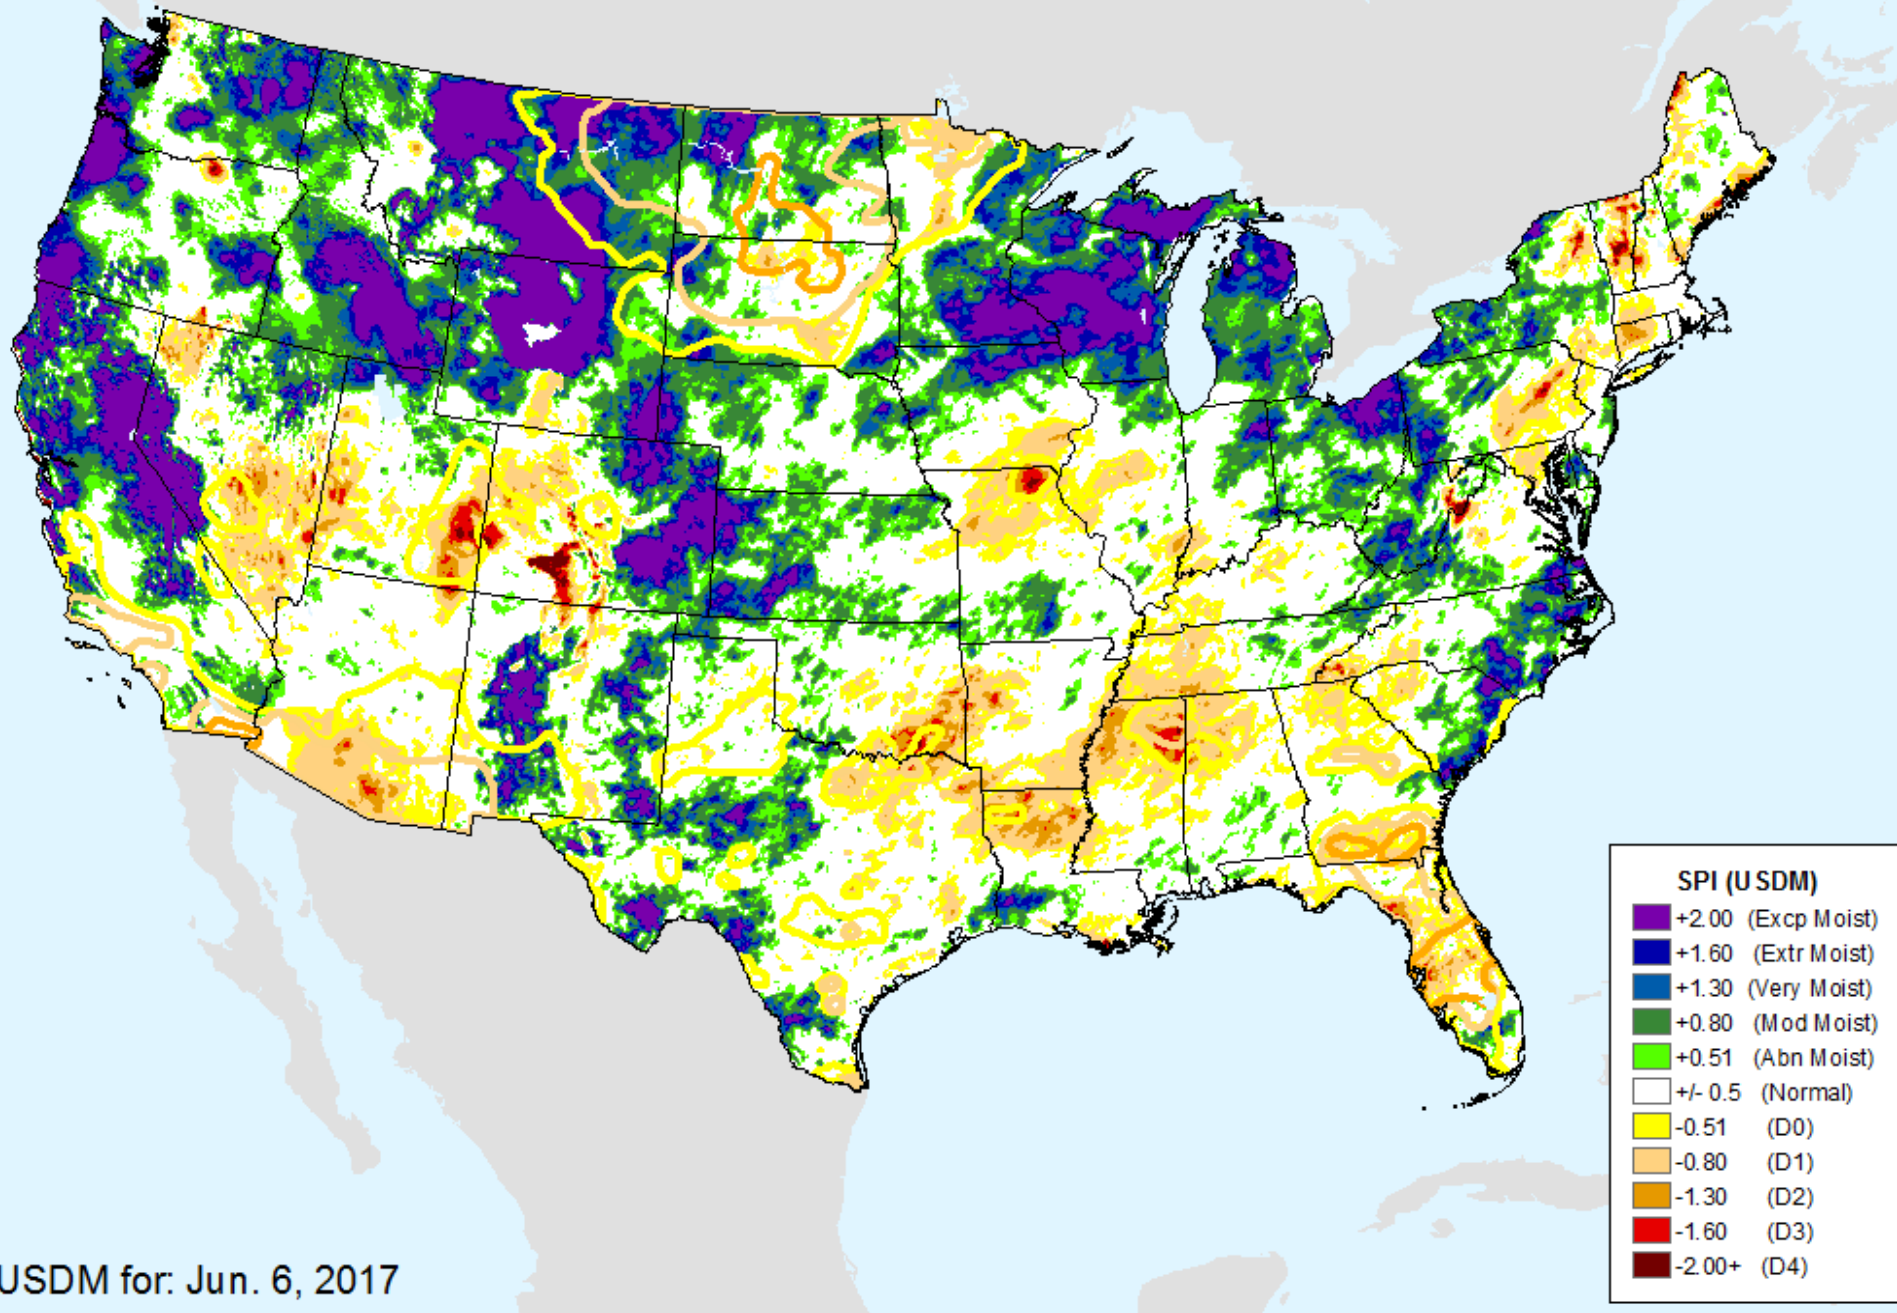 SPI (USDM)
+2.00 (Excp Moist)
+1.60 (Extr Moist)
+1.30 (Very Moist)
+0.80 (Mod Moist)
+0.51 (Abn Moist)
+/- 0.5 (Normal)
-0.51 (D0)
-0.80 (D1)
-1.30 (D2)
-1.60 (D3)
-2.00+ (D4)
USDM for: Jun. 6, 2017